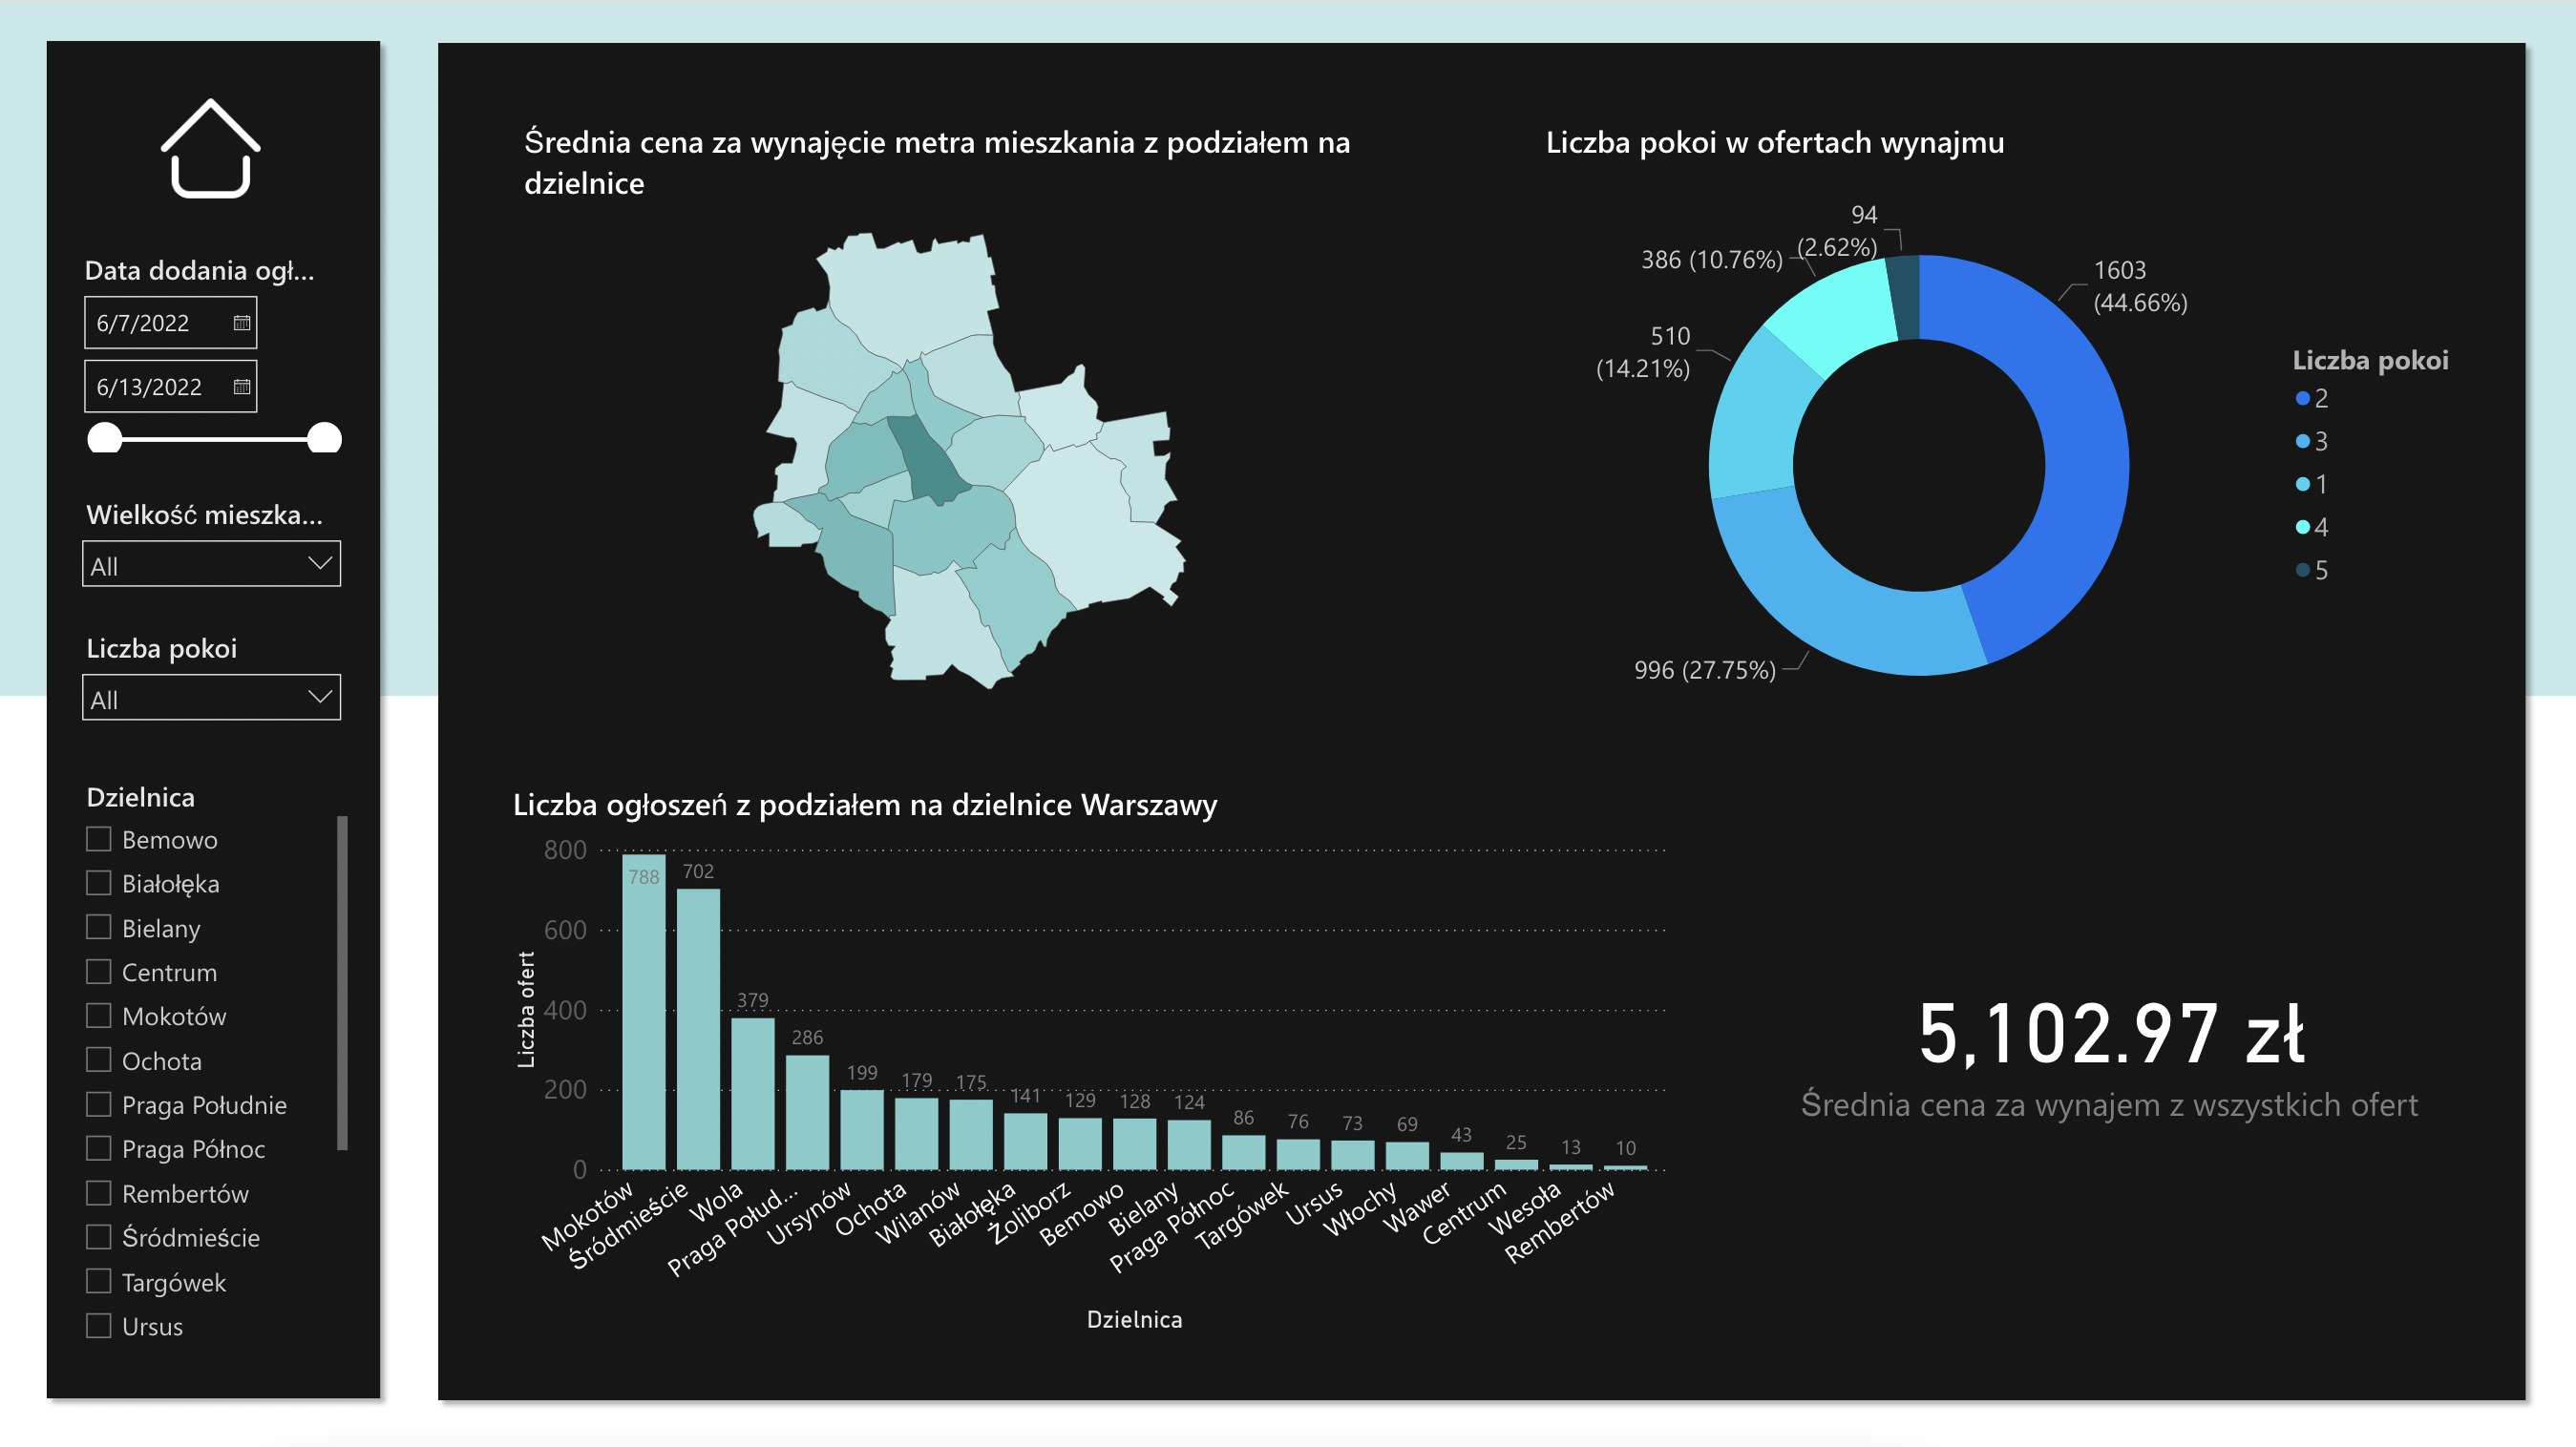 Data dodania ogł...
6/7/2022
6/13/2022
Wielkość mieszka...
All
Liczba pokoi
All
Dzielnica
Bemowo
Białołęka
Bielany
Centrum
Mokotów
Ochota
Praga Południe
Praga Północ
Rembertów
Śródmieście
Targówek
Ursus
Średnia cena za wynajęcie metra mieszkania z podziałem na
dzielnice
Liczba pokoi w ofertach wynajmu
94
(2.62%)
386 (10.76%)
1603
(44.66%)
510
(14.21%)
996 (27.75%)
Liczba pokoi
2
3
1
4
5
Liczba ogłoszeń z podziałem na dzielnice Warszawy
Liczba ofert
800
600
400
200
0
788
702
379
286
199
179
175
141
129
128
124
86
76
73
69
43
25
13
10
Mokotów
Śródmieście
Wola
Praga Połud...
Ursynów
Ochota
Wilanów
Białołęka
Żoliborz
Bemowo
Bielany
Praga Północ
Targówek
Ursus
Włochy
Wawer
Centrum
Wesoła
Rembertów
Dzielnica
5,102.97 zł
Średnia cena za wynajem z wszystkich ofert